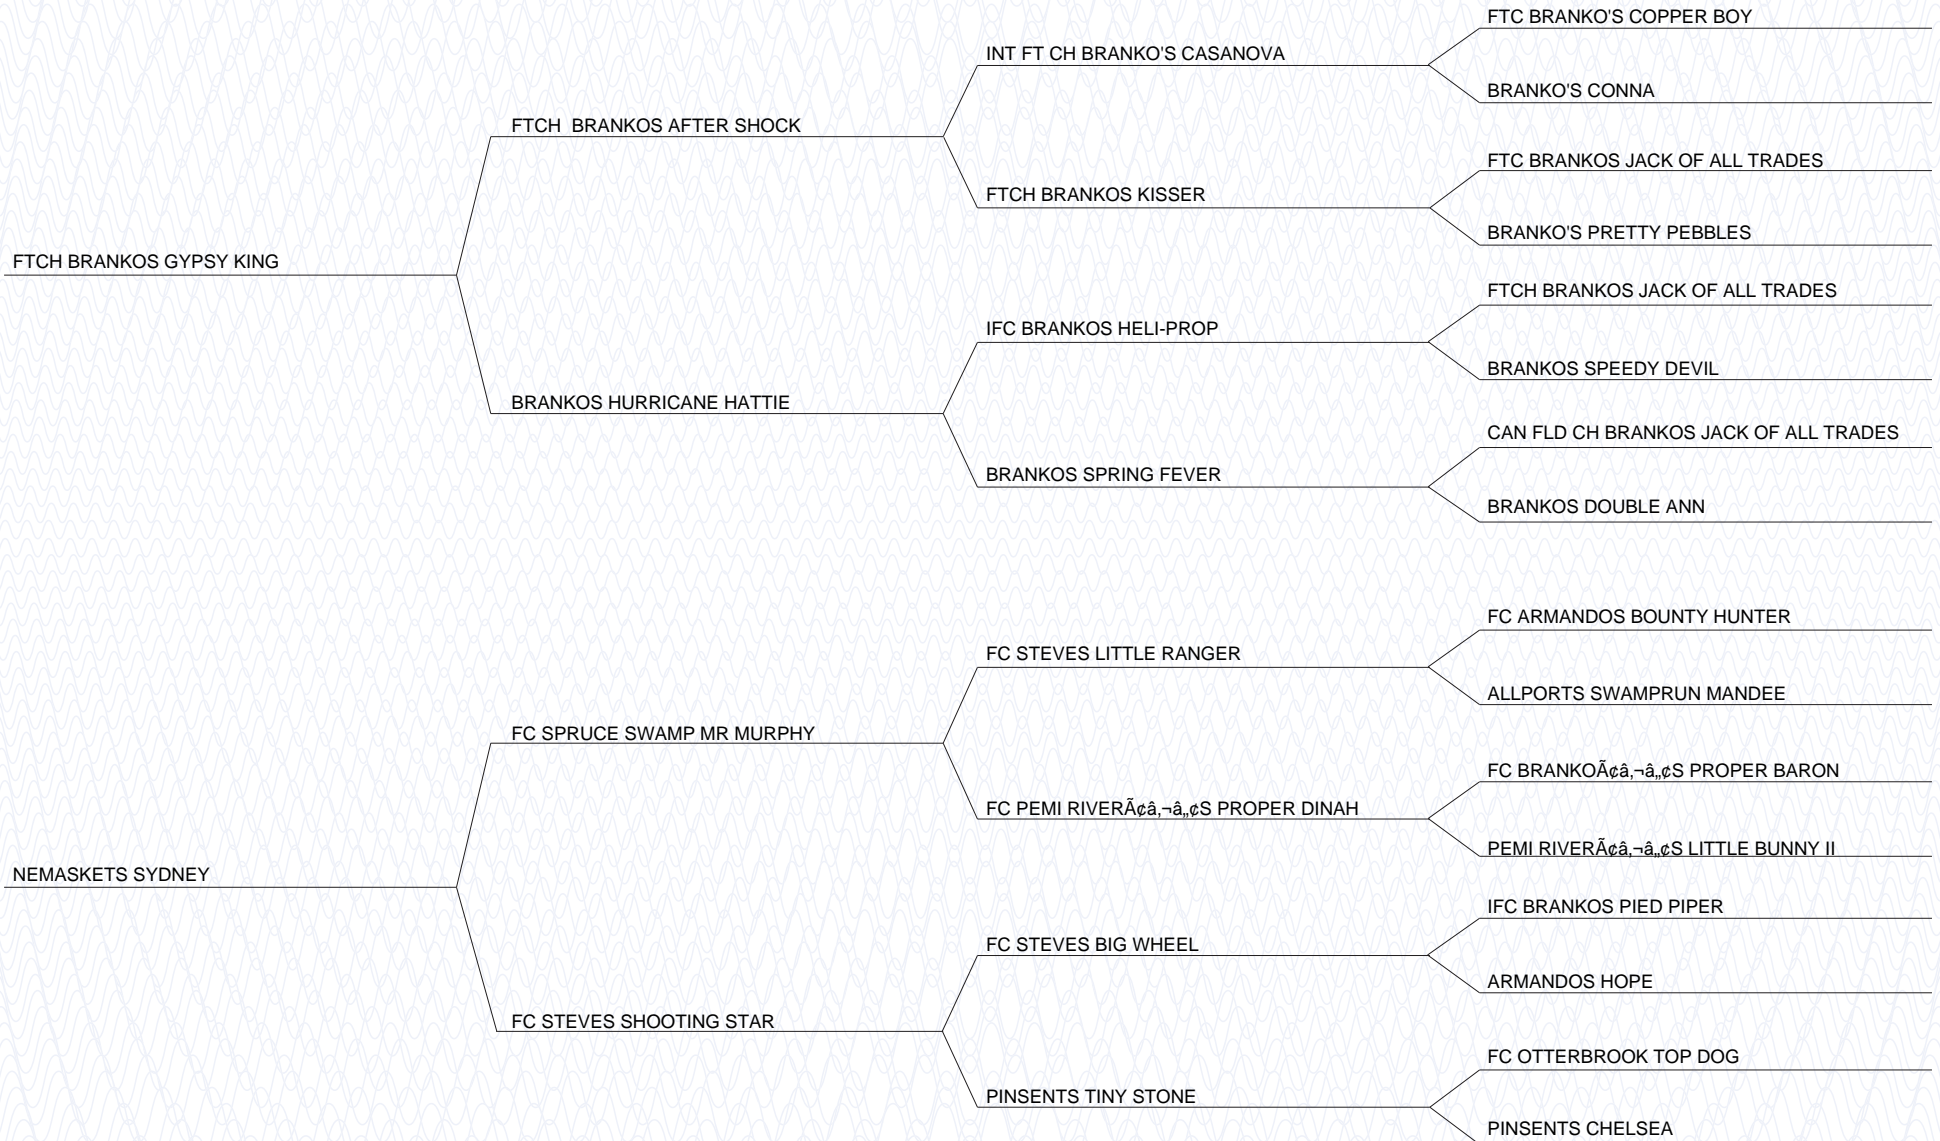 FTC BRANKO'S COPPER BOY
INT FT CH BRANKO'S CASANOVA
BRANKO'S CONNA
FTCH  BRANKOS AFTER SHOCK
FTC BRANKOS JACK OF ALL TRADES
FTCH BRANKOS KISSER
BRANKO'S PRETTY PEBBLES
FTCH BRANKOS GYPSY KING
FTCH BRANKOS JACK OF ALL TRADES
IFC BRANKOS HELI-PROP
BRANKOS SPEEDY DEVIL
BRANKOS HURRICANE HATTIE
CAN FLD CH BRANKOS JACK OF ALL TRADES
BRANKOS SPRING FEVER
BRANKOS DOUBLE ANN
FC ARMANDOS BOUNTY HUNTER
FC STEVES LITTLE RANGER
ALLPORTS SWAMPRUN MANDEE
FC SPRUCE SWAMP MR MURPHY
FC BRANKOÃ¢â‚¬â„¢S PROPER BARON
FC PEMI RIVERÃ¢â‚¬â„¢S PROPER DINAH
PEMI RIVERÃ¢â‚¬â„¢S LITTLE BUNNY II
NEMASKETS SYDNEY
IFC BRANKOS PIED PIPER
FC STEVES BIG WHEEL
ARMANDOS HOPE
FC STEVES SHOOTING STAR
FC OTTERBROOK TOP DOG
PINSENTS TINY STONE
PINSENTS CHELSEA